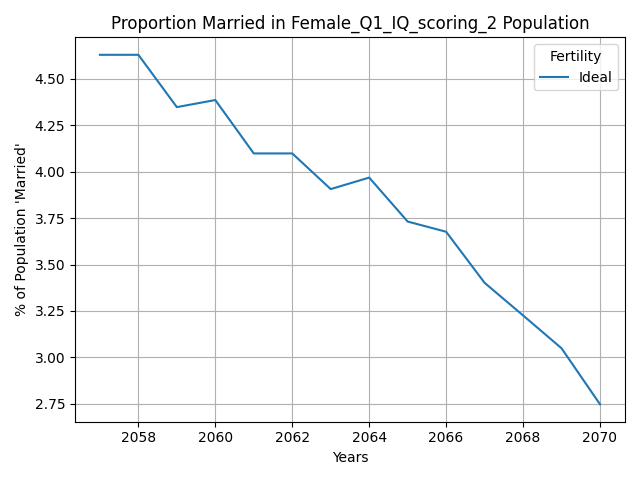 Proportion Married in Female_Q1_IQ_scoring_2 Population
Fertility
Ideal
% of Population 'Married'
4.50
4.25
4.00
3.75
3.50
3.25
3.00
2.75
2058 2060 2062 2064 2066 2068 2070
Years